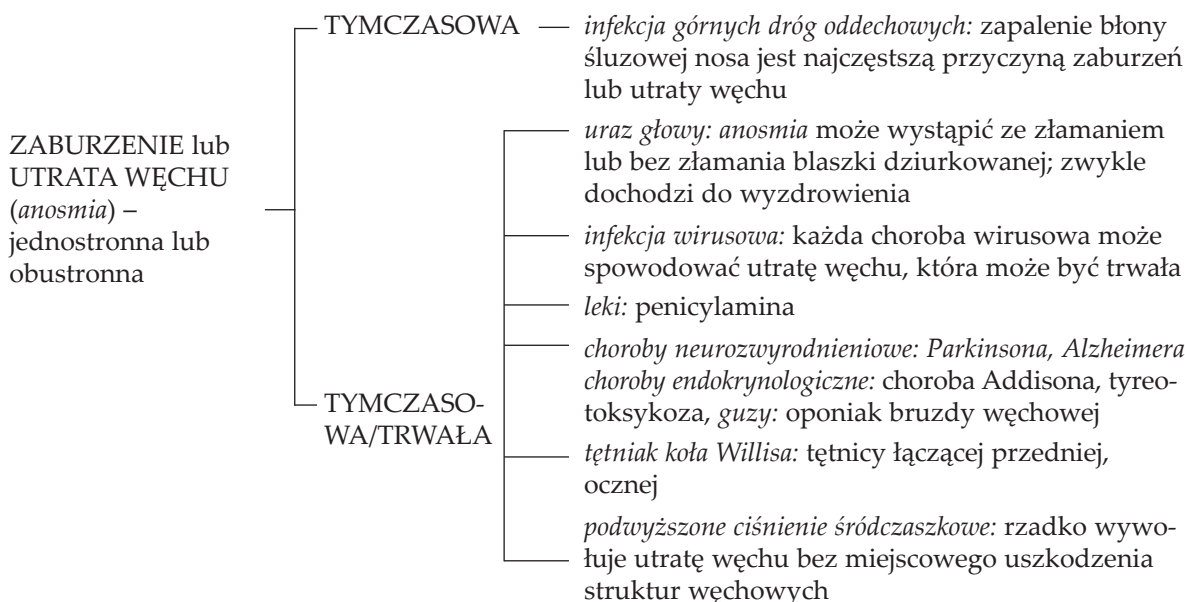 ZABURZENIE lub
UTRATA WĘCHU
(anosmia) –
jednostronna lub
obustronna
TYMCZASOWA
infekcja górnych dróg oddechowych: zapalenie błony
śluzowej nosa jest najczęstszą przyczyną zaburzeń
lub utraty węchu
TYMCZASO-
WA/TRWAŁA
uraz głowy: anosmia może wystąpić ze złamaniem
lub bez złamania blaszki dziurkowanej; zwykle
dochodzi do wyzdrowienia
infekcja wirusowa: każda choroba wirusowa może
spowodować utratę węchu, która może być trwała
leki: penicylamina
choroby neurozwyrodnieniowe: Parkinsona, Alzheimera
choroby endokrynologiczne: choroba Addisona, tyreo-
toksykoza, guzy: oponiak bruzdy węchowej
tętniak koła Willisa: tętnicy łączącej przedniej,
ocznej
podwyższone ciśnienie śródczaszkowe: rzadko wywo-
łuje utratę węchu bez miejscowego uszkodzenia
struktur węchowych